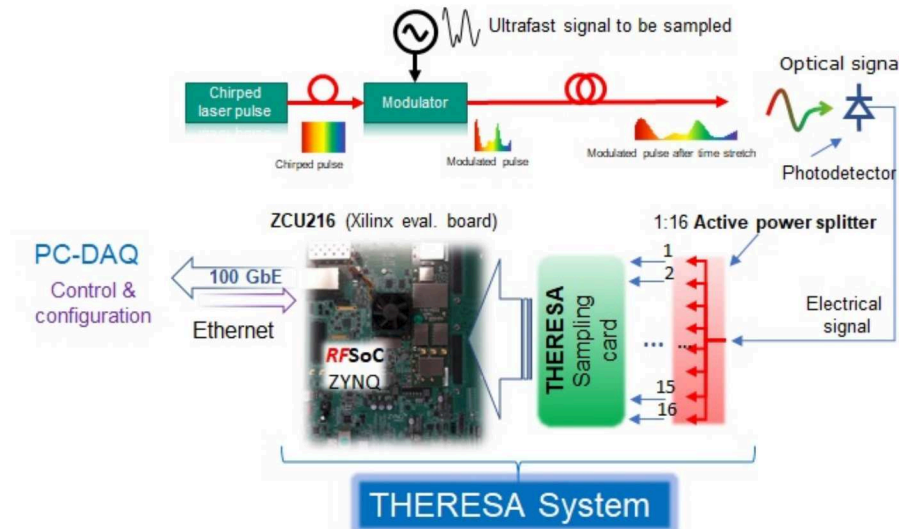 Ultrafast signal to be sampled
Optical signa
Chirped
laser pulse
Modulator
Chirped pulse
Modulated pulse
Modulated pulse after time stretch
Photodetector
ZCU216 (Xilinx eval. board)
1:16 Active power splitter
PC-DAQ
Control &
configuration
100 GbE
Ethernet
RFSoC
ZYNQ
THERESA
Sampling
card
1
2
...
...
15
16
Electrical
signal
THERESA System